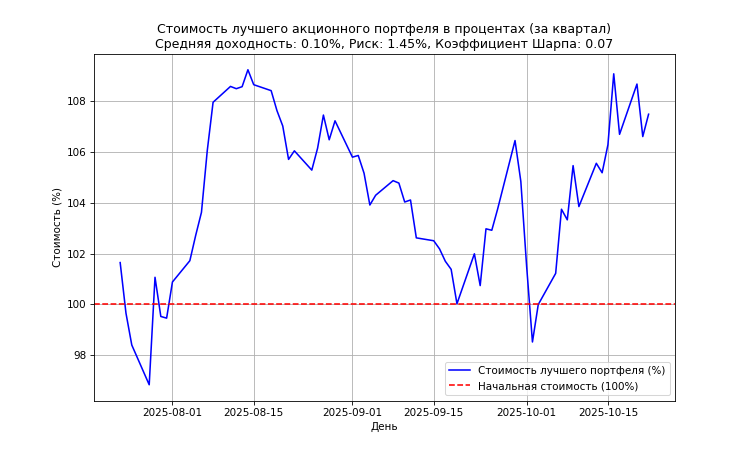 Стоимость лучшего акционного портфеля в процентах (за квартал)
Средняя доходность: 0.10%, Риск: 1.45%, Коэффициент Шарпа: 0.07
Стоимость (%)
108
106
104
102
100
98
Стоимость лучшего портфеля (%)
Начальная стоимость (100%)
2025-08-01
2025-08-15
2025-09-01
2025-09-15
2025-10-01
2025-10-15
День